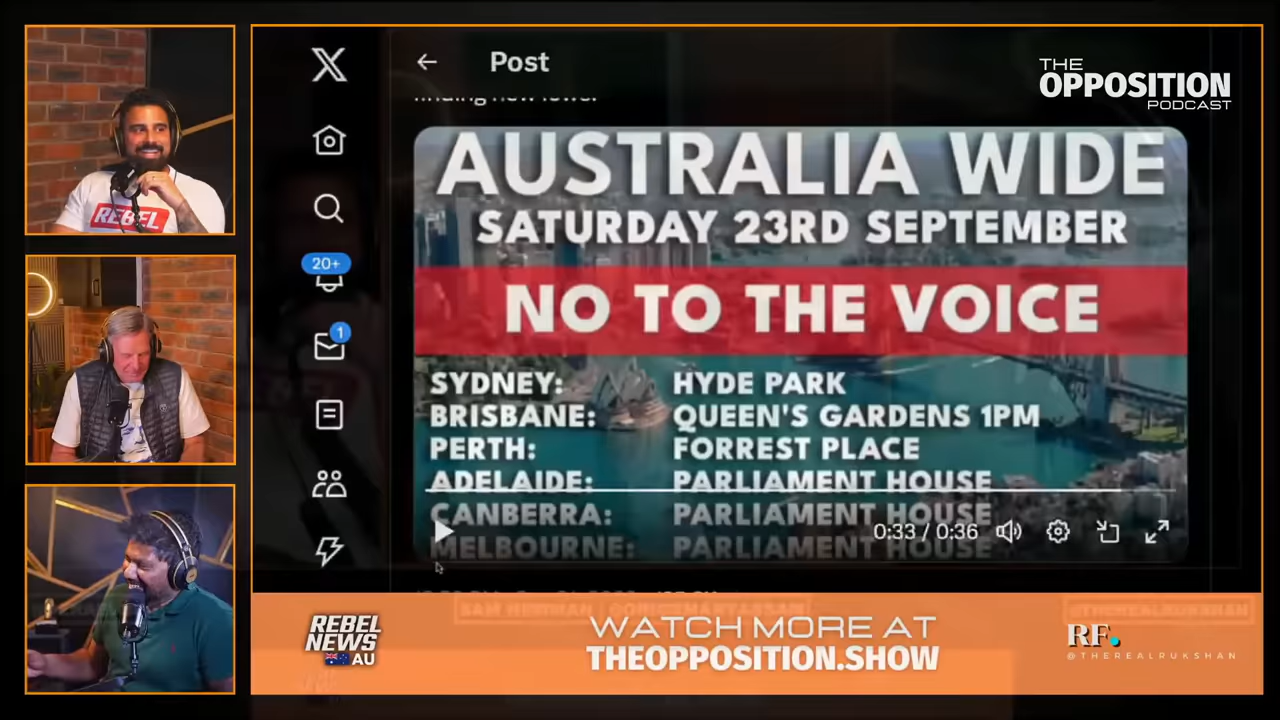 REBEL
X
Post
20+
1
AUSTRALIA WIDE
SATURDAY 23RD SEPTEMBER
NO TO THE VOICE
SYDNEY: HYDE PARK
BRISBANE: QUEEN'S GARDENS 1PM
PERTH: FORREST PLACE
ADELAIDE: PARLIAMENT HOUSE
CANBERRA: PARLIAMENT HOUSE
MELBOURNE: PARLIAMENT HOUSE
0:33 / 0:36
THE
OPPOSITION
PODCAST
REBEL
NEWS
AU
WATCH MORE AT
THEOPPOSITION.SHOW
RF.
@THEREALRUKSHAN